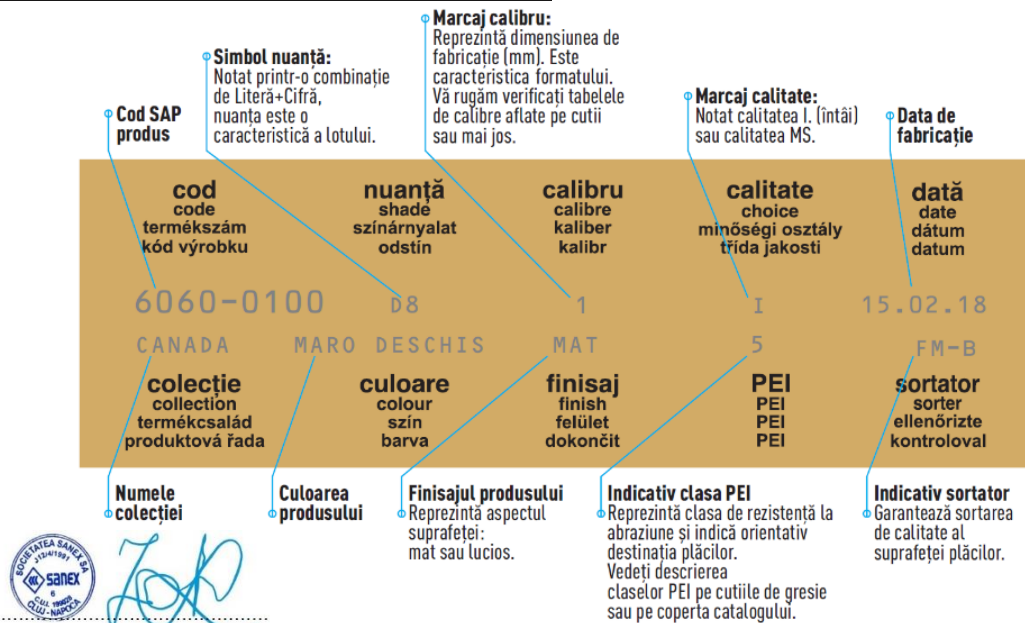 Marcaj calibru:
Reprezintă dimensiunea de
fabricație (mm). Este
caracteristica formatului.
Vă rugăm verificați tabelele
de calibre aflate pe cutii
sau mai jos.
Simbol nuanță:
Notat printr-o combinație
de Literă+Cifră,
nuanța este o
caracteristică a lotului.
Cod SAP
produs
Marcaj calitate:
Notat calitatea I. (întâi)
sau calitatea MS.
Data de
fabricație
cod nuanță calibru calitate dată
code shade calibre choice date
termékszám színárnyalat kaliber minőségi osztály dátum
kód výrobku odstín kalibr třída jakosti datum
6060-0100 D8 1 I 15.02.18
CANADA MARO DESCHIS MAT 5 FM-B
colecție culoare finisaj PEI sortator
collection colour finish PEI sorter
termékcsalád szín felület PEI ellenőrizte
produktová řada barva dokončit PEI kontroloval
Numele
colecției
Culoarea
produsului
Finisajul produsului
Reprezintă aspectul
suprafeței:
mat sau lucios.
Indicativ clasa PEI
Reprezintă clasa de rezistență la
abraziune și indică orientativ
destinația plăcilor.
Vedeți descrierea
claselor PEI pe cutiile de gresie
sau pe coperta catalogului.
Indicativ sortator
Garantează sortarea
de calitate al
suprafeței plăcilor.
SOCIETATEA SANEX SA
J12/4/1991
sanex
6
C.U.I. 199928
CLUJ-NAPOCA